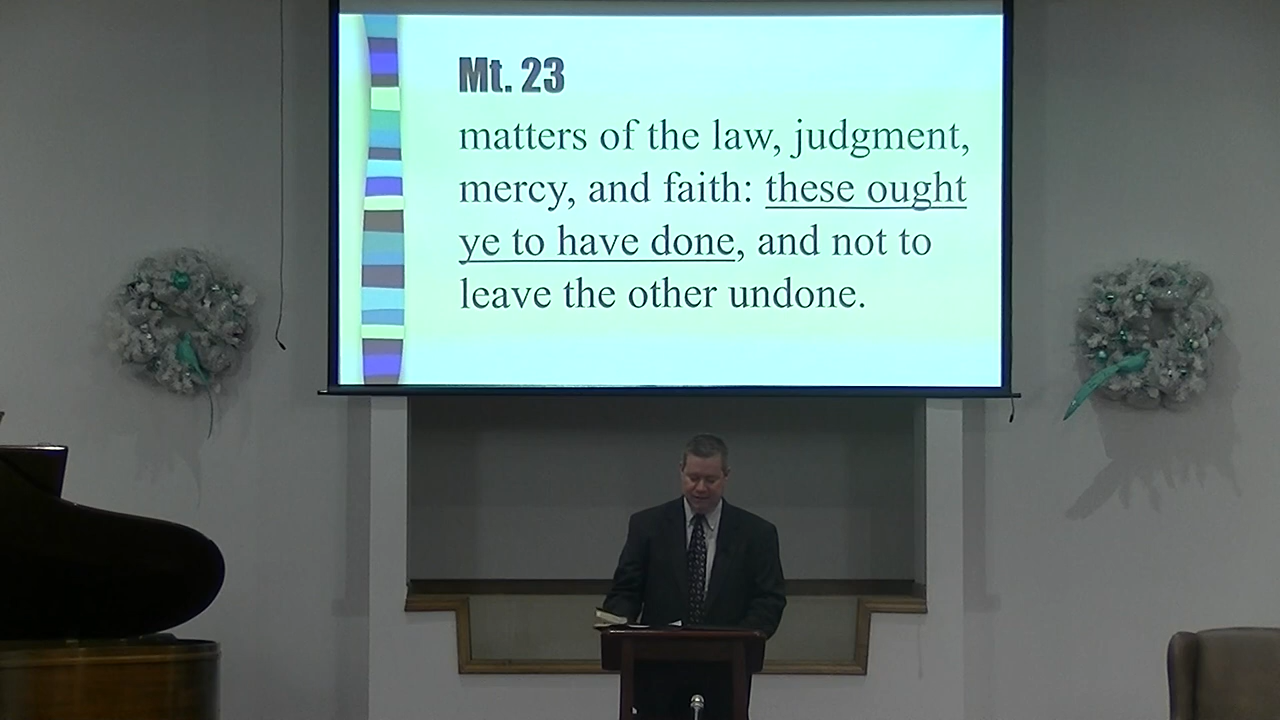 Mt. 23
matters of the law, judgment,
mercy, and faith: these ought
ye to have done, and not to
leave the other undone.